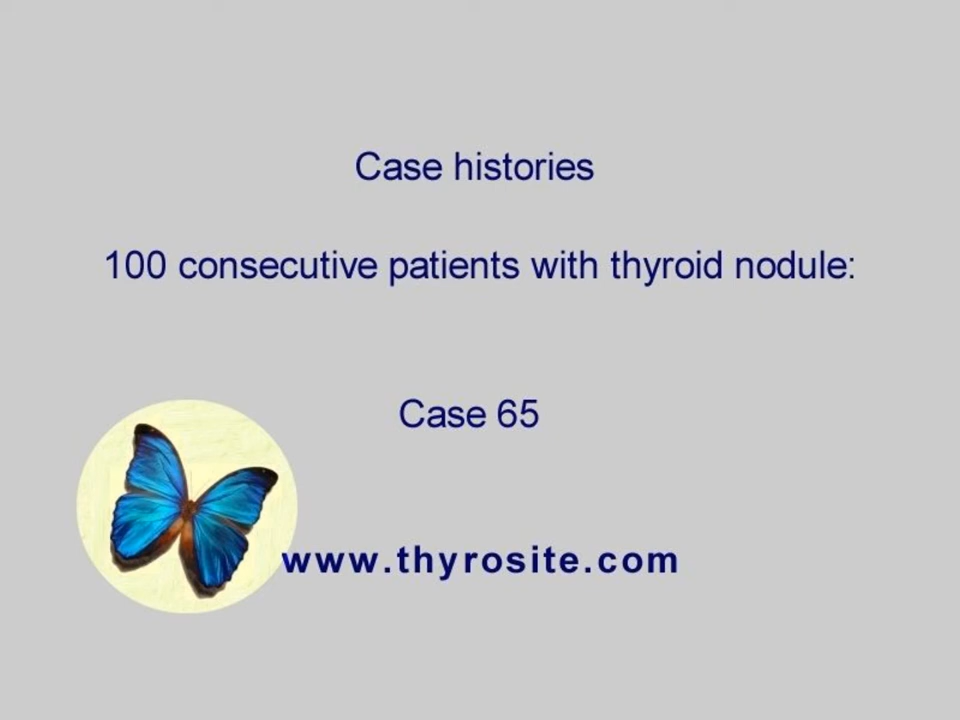 Case histories
100 consecutive patients with thyroid nodule:
Case 65
www.thyrosite.com